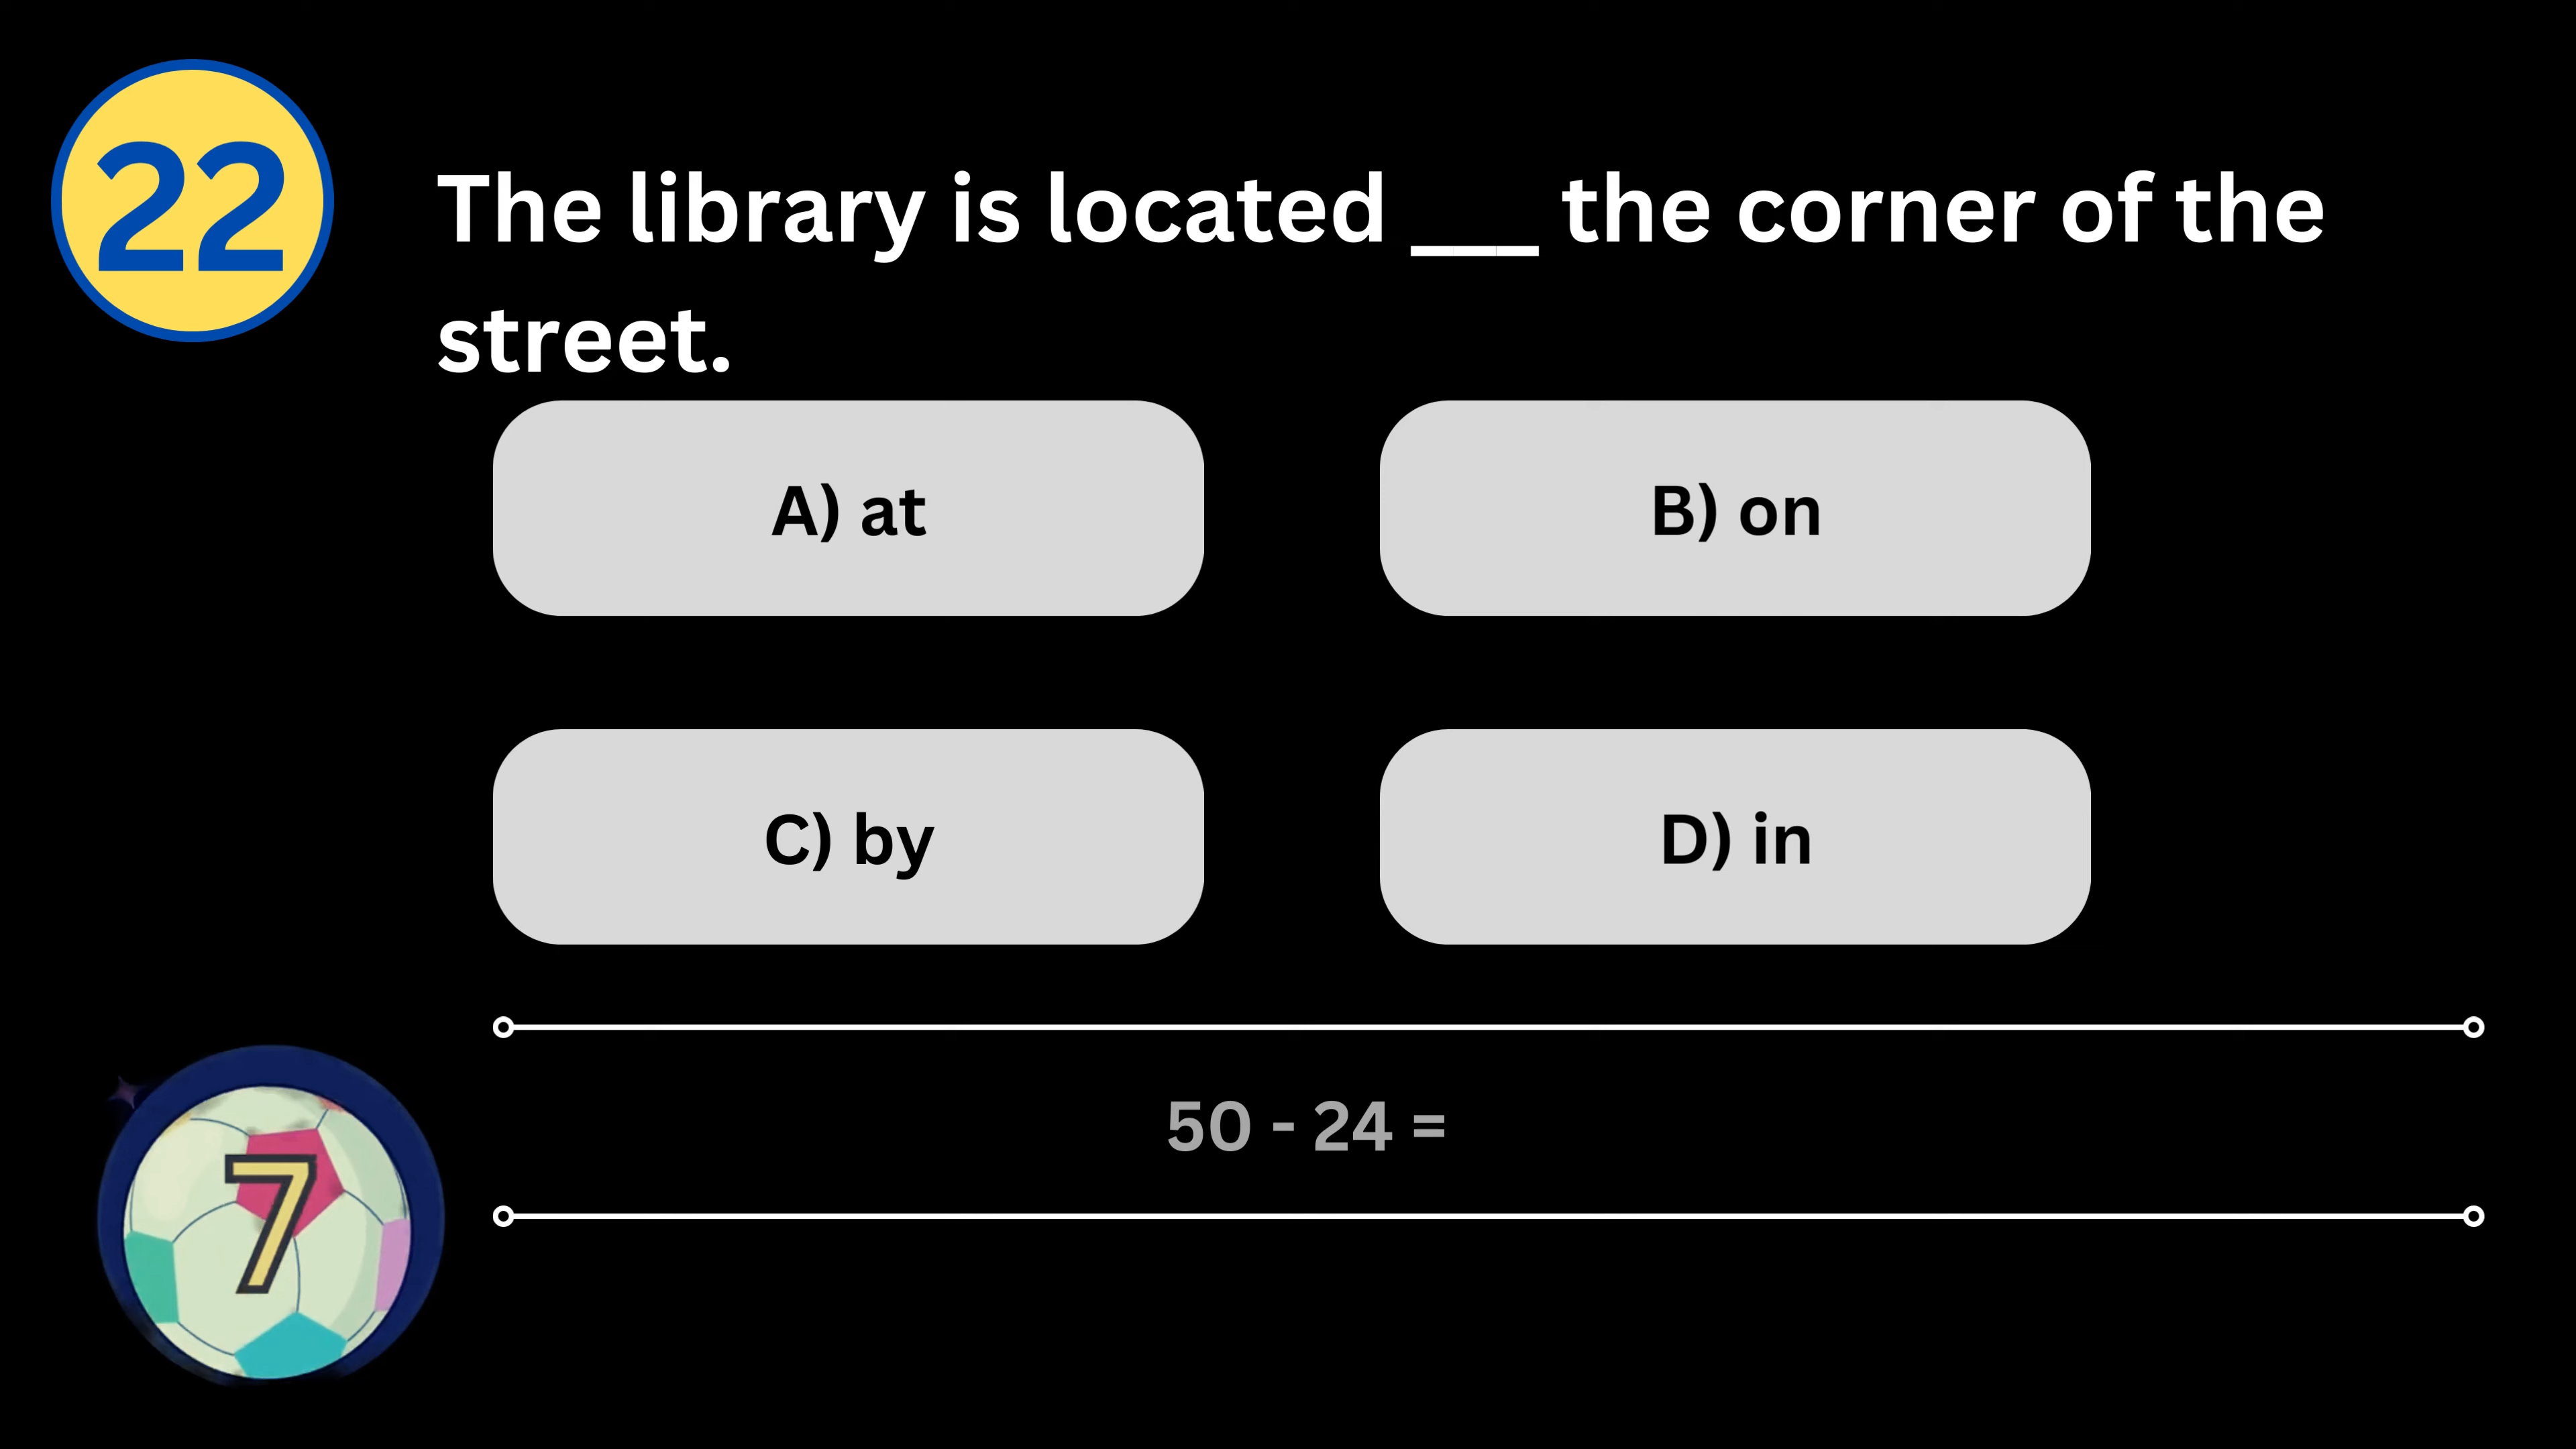 22
The library is located ___ the corner of the
street.
A) at
B) on
C) by
D) in
50 - 24 =
7